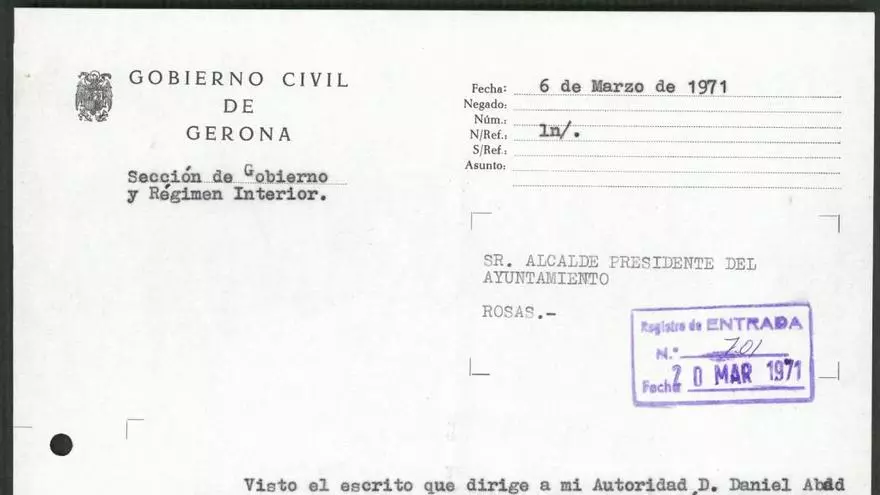 GOBIERNO CIVIL
DE
GERONA
Sección de Gobierno
y Régimen Interior.
Fecha: 6 de Marzo de 1971
Negado:
Núm.:
N/Ref.: ln/.
S/Ref.:
Asunto:
SR. ALCALDE PRESIDENTE DEL
AYUNTAMIENTO
ROSAS.-
Registro de ENTRADA
N.º 701
Fecha 20 MAR 1971
Visto el escrito que dirige a mi Autoridad D. Daniel